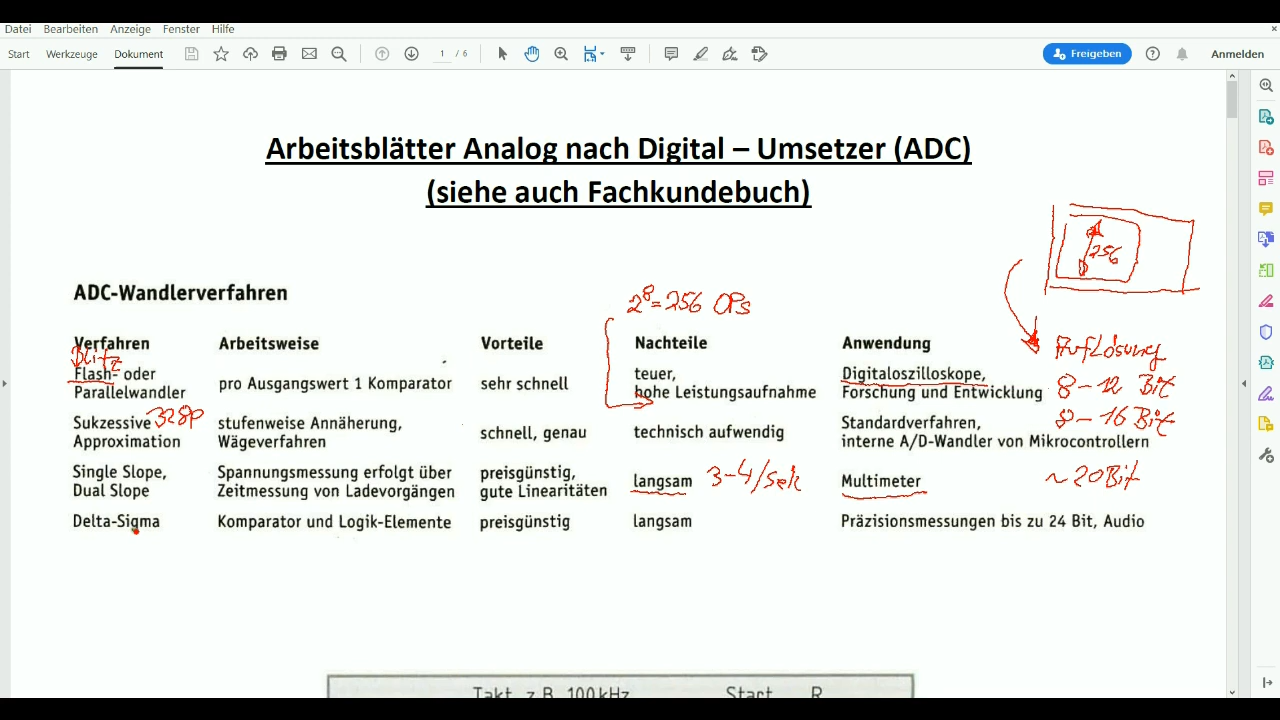 Datei Bearbeiten Anzeige Fenster Hilfe
Start Werkzeuge Dokument 1 / 6 Freigeben Anmelden
Arbeitsblätter Analog nach Digital – Umsetzer (ADC)
(siehe auch Fachkundebuch)
256
ADC-Wandlerverfahren
2⁸=256 OPs
Verfahren Arbeitsweise Vorteile Nachteile Anwendung Auflösung
Blitz
Flash- oder
Parallelwandler
pro Ausgangswert 1 Komparator
sehr schnell
teuer,
hohe Leistungsaufnahme
Digitaloszilloskope,
Forschung und Entwicklung
8-12 Bit
Sukzessive 328P
Approximation
stufenweise Annäherung,
Wägeverfahren
schnell, genau
technisch aufwendig
Standardverfahren,
interne A/D-Wandler von Mikrocontrollern
8-16 Bit
Single Slope,
Dual Slope
Spannungsmessung erfolgt über
Zeitmessung von Ladevorgängen
preisgünstig,
gute Linearitäten
langsam 3-4/Sek
Multimeter
~20Bit
Delta-Sigma Komparator und Logik-Elemente preisgünstig langsam Präzisionsmessungen bis zu 24 Bit, Audio
Takt z.B. 100kHz Start R